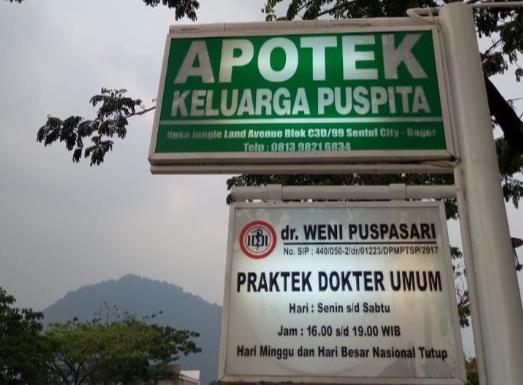 APOTEK
KELUARGA PUSPITA
Ruko Jungle Land Avenue Blok C3D/99 Sentul City - Bogor
Telp : 0813 9821 6834
dr. WENI PUSPASARI
No. SIP : 440/050-2/dr/01223/DPMPTSP/2017
PRAKTEK DOKTER UMUM
Hari : Senin s/d Sabtu
Jam : 16.00 s/d 19.00 WIB
Hari Minggu dan Hari Besar Nasional Tutup